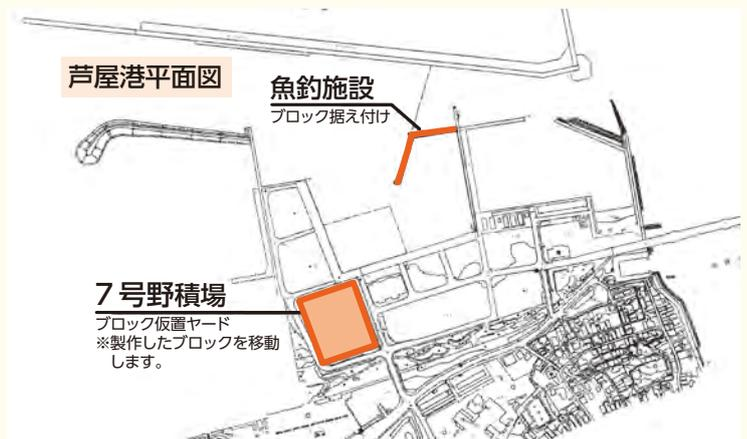 芦屋港平面図
魚釣施設
ブロック据え付け
7号野積場
ブロック仮置ヤード
※製作したブロックを移動
します。